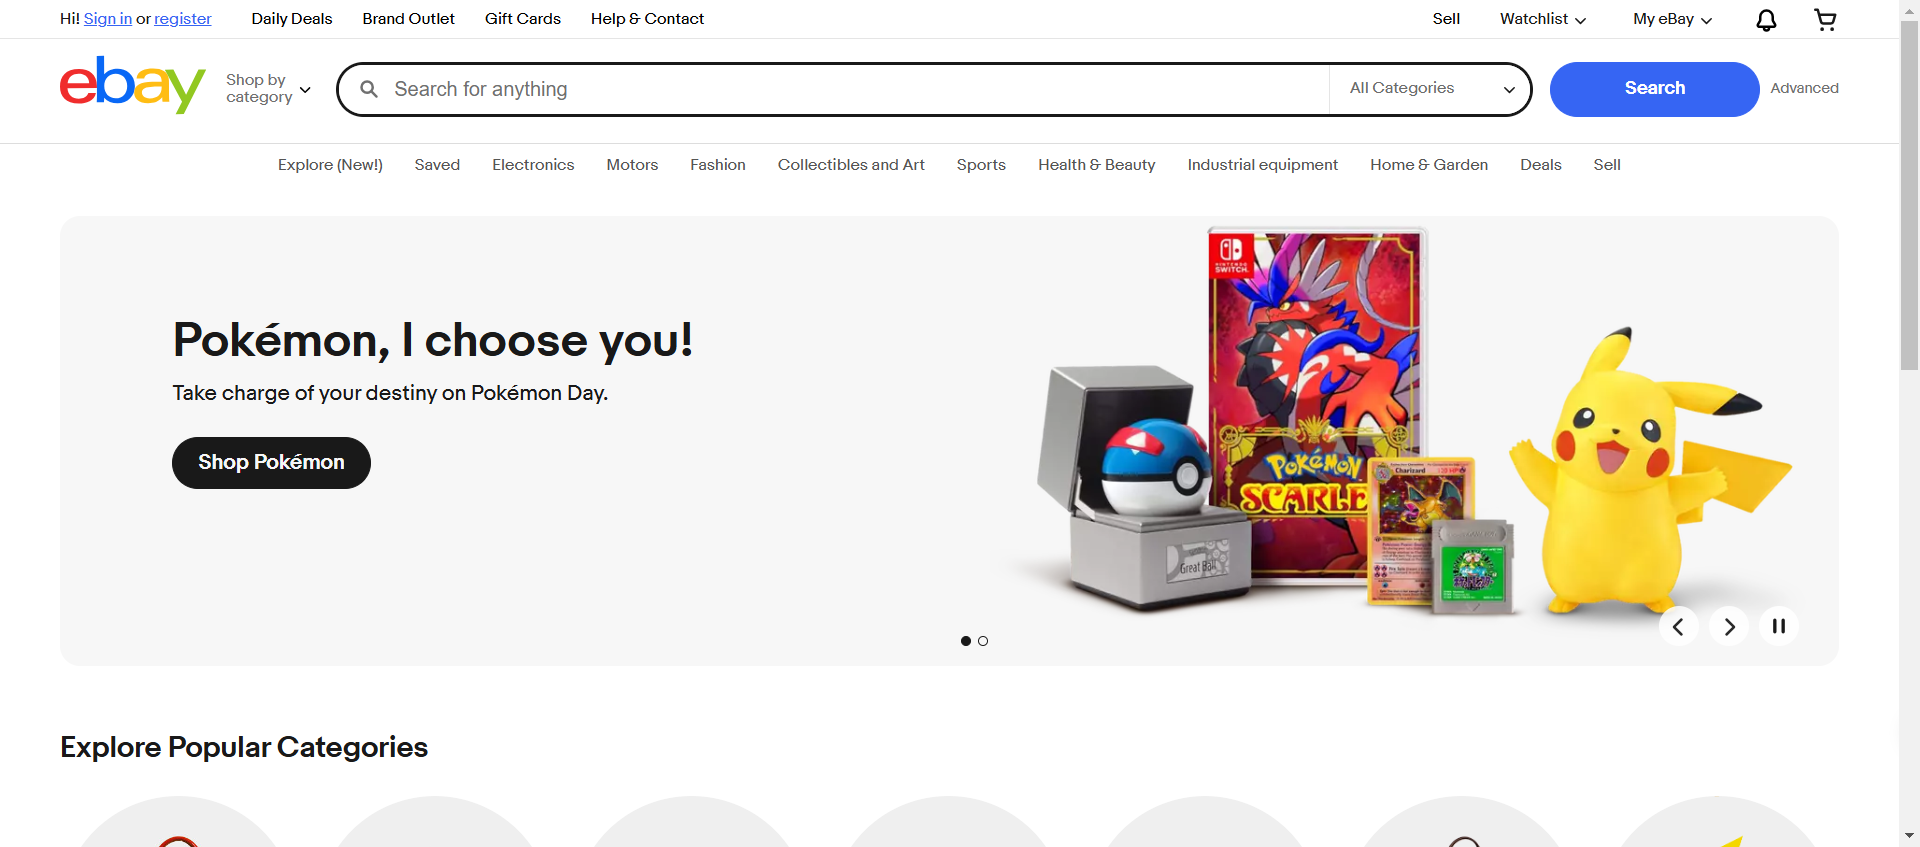 Hi! Sign in or register
Daily Deals
Brand Outlet
Gift Cards
Help & Contact
Sell
Watchlist
My eBay
ebay
Shop by
category
Search for anything
All Categories
Search
Advanced
Explore (New!)
Saved
Electronics
Motors
Fashion
Collectibles and Art
Sports
Health & Beauty
Industrial equipment
Home & Garden
Deals
Sell
Pokémon, I choose you!
Take charge of your destiny on Pokémon Day.
Shop Pokémon
NINTENDO
SWITCH
POKÉMON
SCARLE
Charizard
Great Ball
Explore Popular Categories